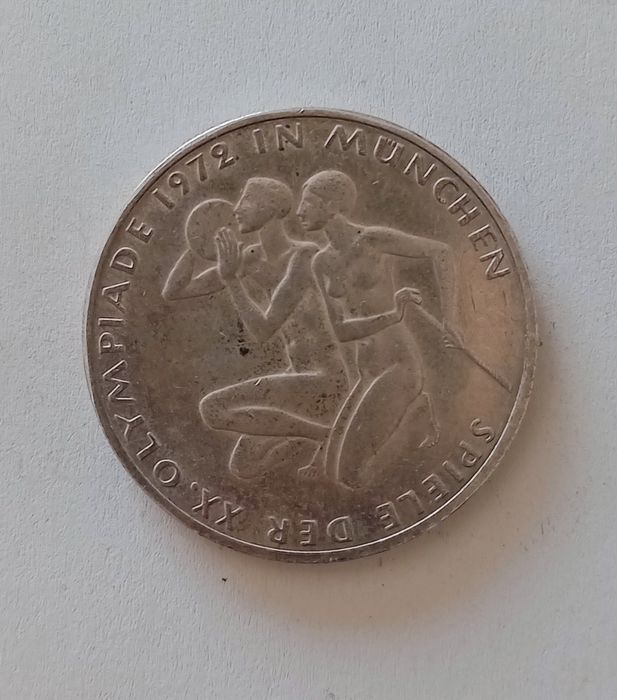 SPIELE DER XX. OLYMPIADE 1972 IN MÜNCHEN